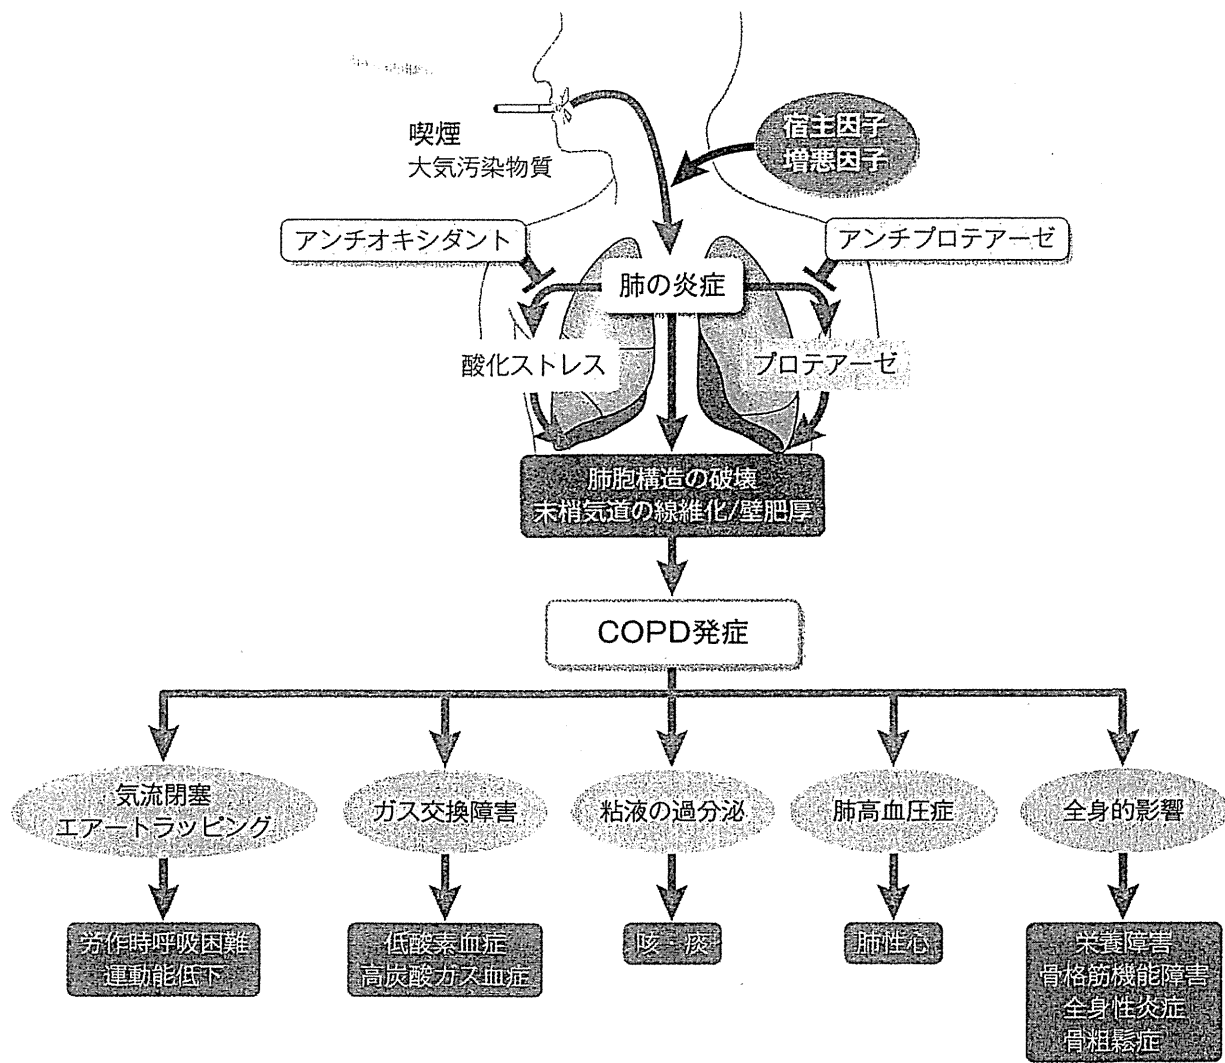 喫煙
大気汚染物質
宿主因子
増悪因子
アンチオキシダント
アンチプロテアーゼ
肺の炎症
酸化ストレス
プロテアーゼ
肺胞構造の破壊
末梢気道の線維化/壁肥厚
COPD発症
気流閉塞
エアートラッピング
ガス交換障害
粘液の過分泌
肺高血圧症
全身的影響
労作時呼吸困難
運動能低下
低酸素血症
高炭酸ガス血症
咳 痰
肺性心
栄養障害
骨格筋機能障害
全身性炎症
骨粗鬆症